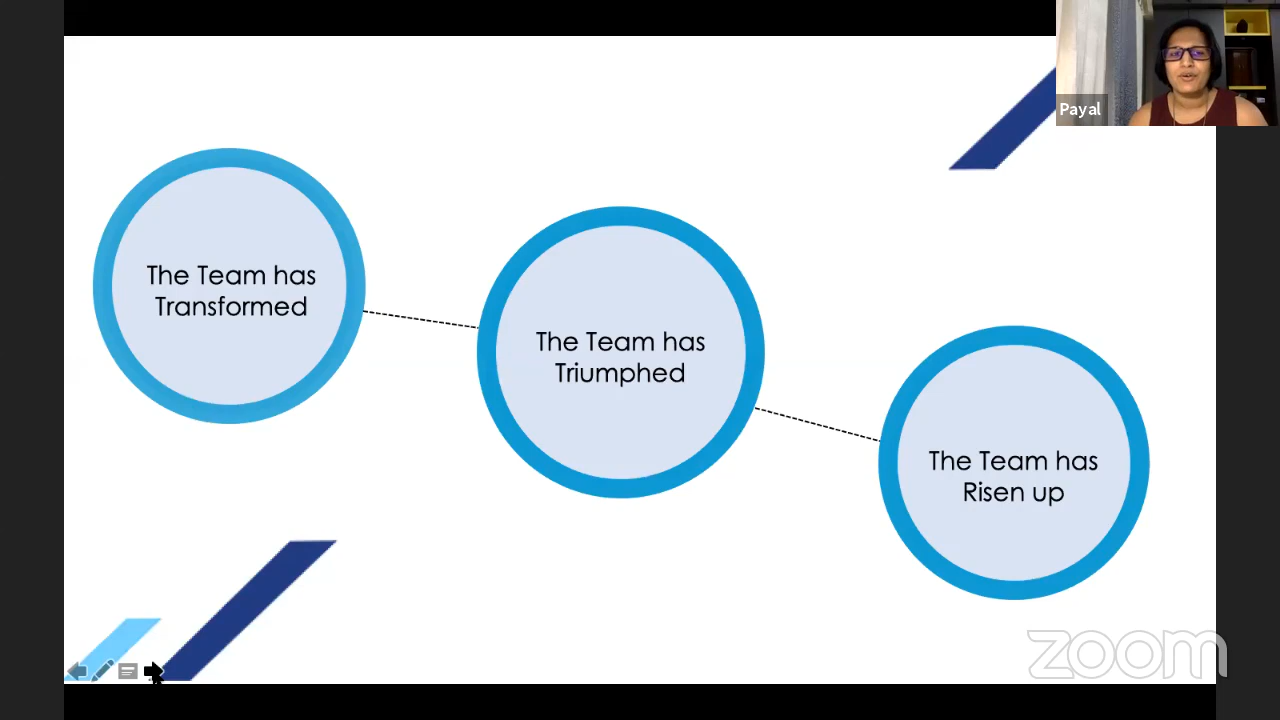 Payal
The Team has
Transformed
The Team has
Triumphed
The Team has
Risen up
zoom